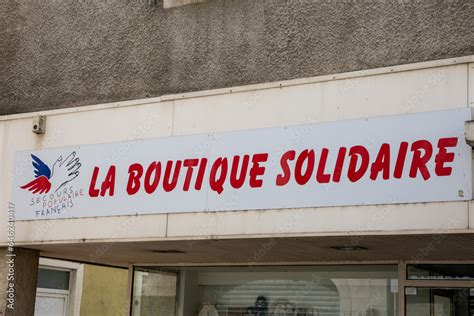 LA BOUTIQUE SOLIDAIRE
SECOURS
POPULAIRE
FRANÇAIS